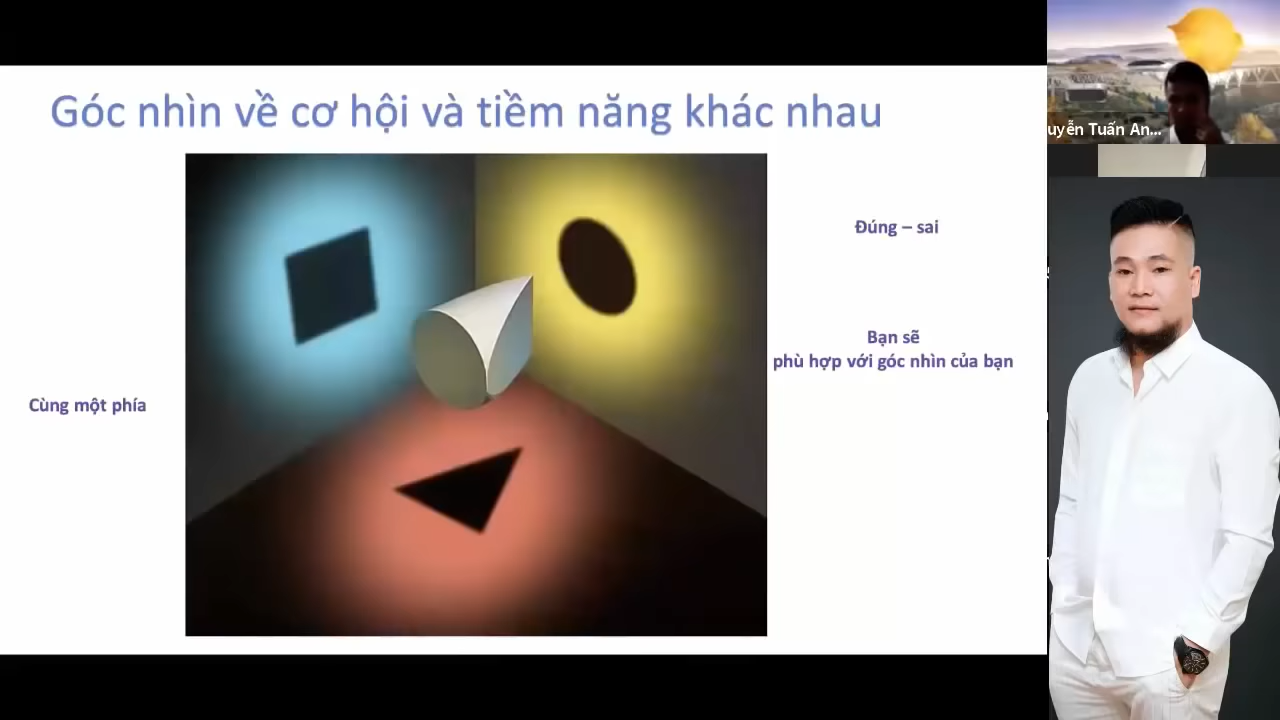 Góc nhìn về cơ hội và tiềm năng khác nhau
Đúng – sai
Bạn sẽ
phù hợp với góc nhìn của bạn
Cùng một phía
uyễn Tuấn An...